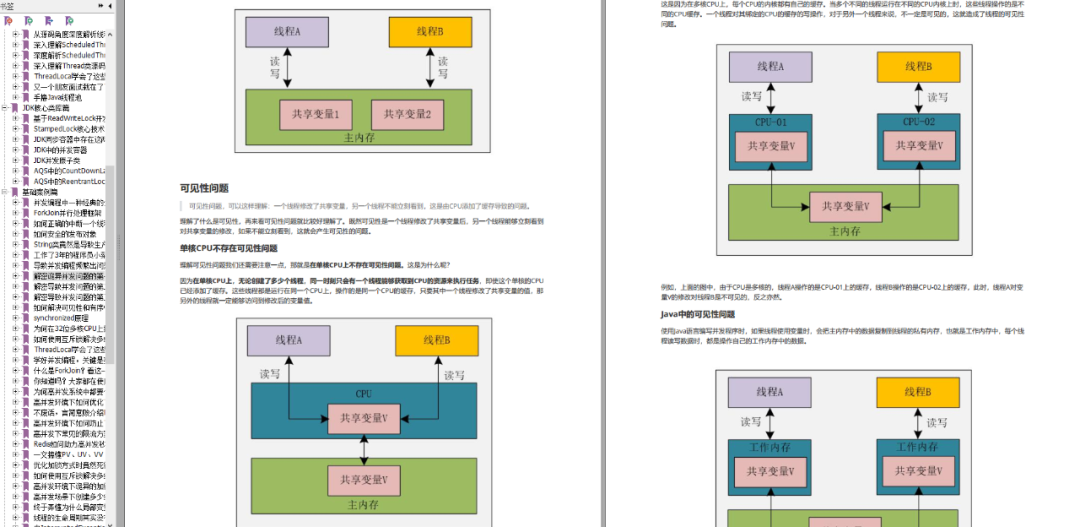 书签
从源码角度深度解析线
深入理解ScheduledThr
深度解析ScheduledThr
深入理解Thread类源码
ThreadLocal学会了这些
又一个朋友面试栽在了
手撕Java线程池
JDK核心类库篇
基于ReadWriteLock开
StampedLock核心技术
JDK中的并发容器
JDK并发嵌子类
AQS中的CountDownLa
AQS中的ReentrantLoc
基础案例篇
并发编程中一种经典的
ForkJoin并行处理框架
如何正确的中断一个线
如何安全的发布对象
String类竟然是导致生产
工作了3年的程序员小
导致并发编程频繁出问
解密诡异并发问题的第
解密导致并发问题的第
解密导致并发问题的第
如何解决可见性和有序
synchronized原理
为何在32位多核CPU上
如何使用互斥锁解决多
ThreadLocal学会了这些
学好并发编程，关键是
什么是ForkJoin？看这一
你知道吗？大家都在使
为何高并发系统中都要
高并发环境下如何优化
不废话，言简意赅介绍
高并发环境下如何防止
高并发下常见的限流方
Redis如何助力高并发秒
一文搞懂PV、UV、VV
优化加锁方式时竟然死
如何使用互斥锁解决多
高并发环境下诡异的加
高并发场景下创建多少
终于弄懂为什么局部变
线程的生命周期其实没
线程A
线程B
读
写
读
写
共享变量1
共享变量2
主内存
可见性问题
可见性问题，可以这样理解：一个线程修改了共享变量，另一个线程不能立刻看到，这是由CPU添加了缓存导致的问题。
理解了什么是可见性，再来看可见性问题就比较好理解了。既然可见性是一个线程修改了共享变量后，另一个线程能够立刻看到
对共享变量的修改，如果不能立刻看到，这就会产生可见性的问题。
单核CPU不存在可见性问题
理解可见性问题我们还需要注意一点，那就是在单核CPU上不存在可见性问题。这是为什么呢？
因为在单核CPU上，无论创建了多少个线程，同一时刻只会有一个线程能够获取到CPU的资源来执行任务，即使这个单核的CPU
已经添加了缓存。这些线程都是运行在同一个CPU上，操作的是同一个CPU的缓存，只要其中一个线程修改了共享变量的值，那
另外的线程就一定能够访问到修改后的变量值。
线程A
线程B
读写
读写
CPU
共享变量V
共享变量V
主内存
这是因为在多核CPU上，每个CPU的内核都有自己的缓存。当多个不同的线程运行在不同的CPU内核上时，这些线程操作的是不
同的CPU缓存。一个线程对其绑定的CPU的缓存的写操作，对于另外一个线程来说，不一定是可见的，这就造成了线程的可见性
问题。
线程A
线程B
读写
读写
CPU-01
CPU-02
共享变量V
共享变量V
共享变量V
主内存
例如，上面的图中，由于CPU是多核的，线程A操作的是CPU-01上的缓存，线程B操作的是CPU-02上的缓存，此时，线程A对变
量V的修改对线程B是不可见的，反之亦然。
Java中的可见性问题
使用Java语言编写并发程序时，如果线程使用变量时，会把主内存中的数据复制到线程的私有内存，也就是工作内存中，每个线
程读写数据时，都是操作自己的工作内存中的数据。
线程A
线程B
读写
读写
工作内存
工作内存
共享变量V
共享变量V